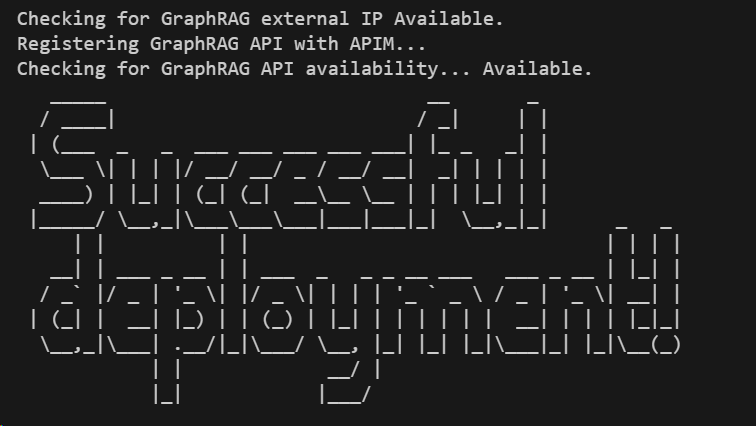 Checking for GraphRAG external IP Available.
Registering GraphRAG API with APIM...
Checking for GraphRAG API availability... Available.
Successful
deployment!